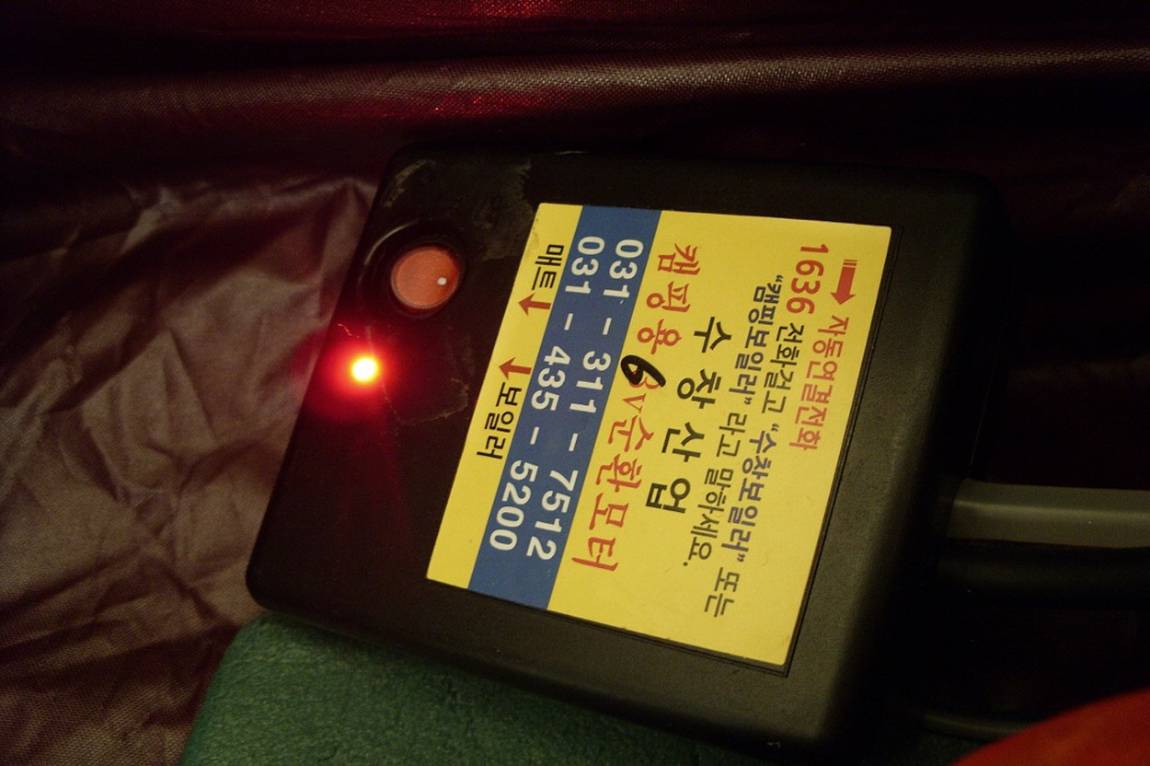 자동연결전화
1636 전화걸고 “수창보일러” 또는
“캠핑보일러” 라고 말하세요.
수 창 산 업
캠핑용 6v순환모터
031 - 311 - 7512
031 - 435 - 5200
매트 보일러